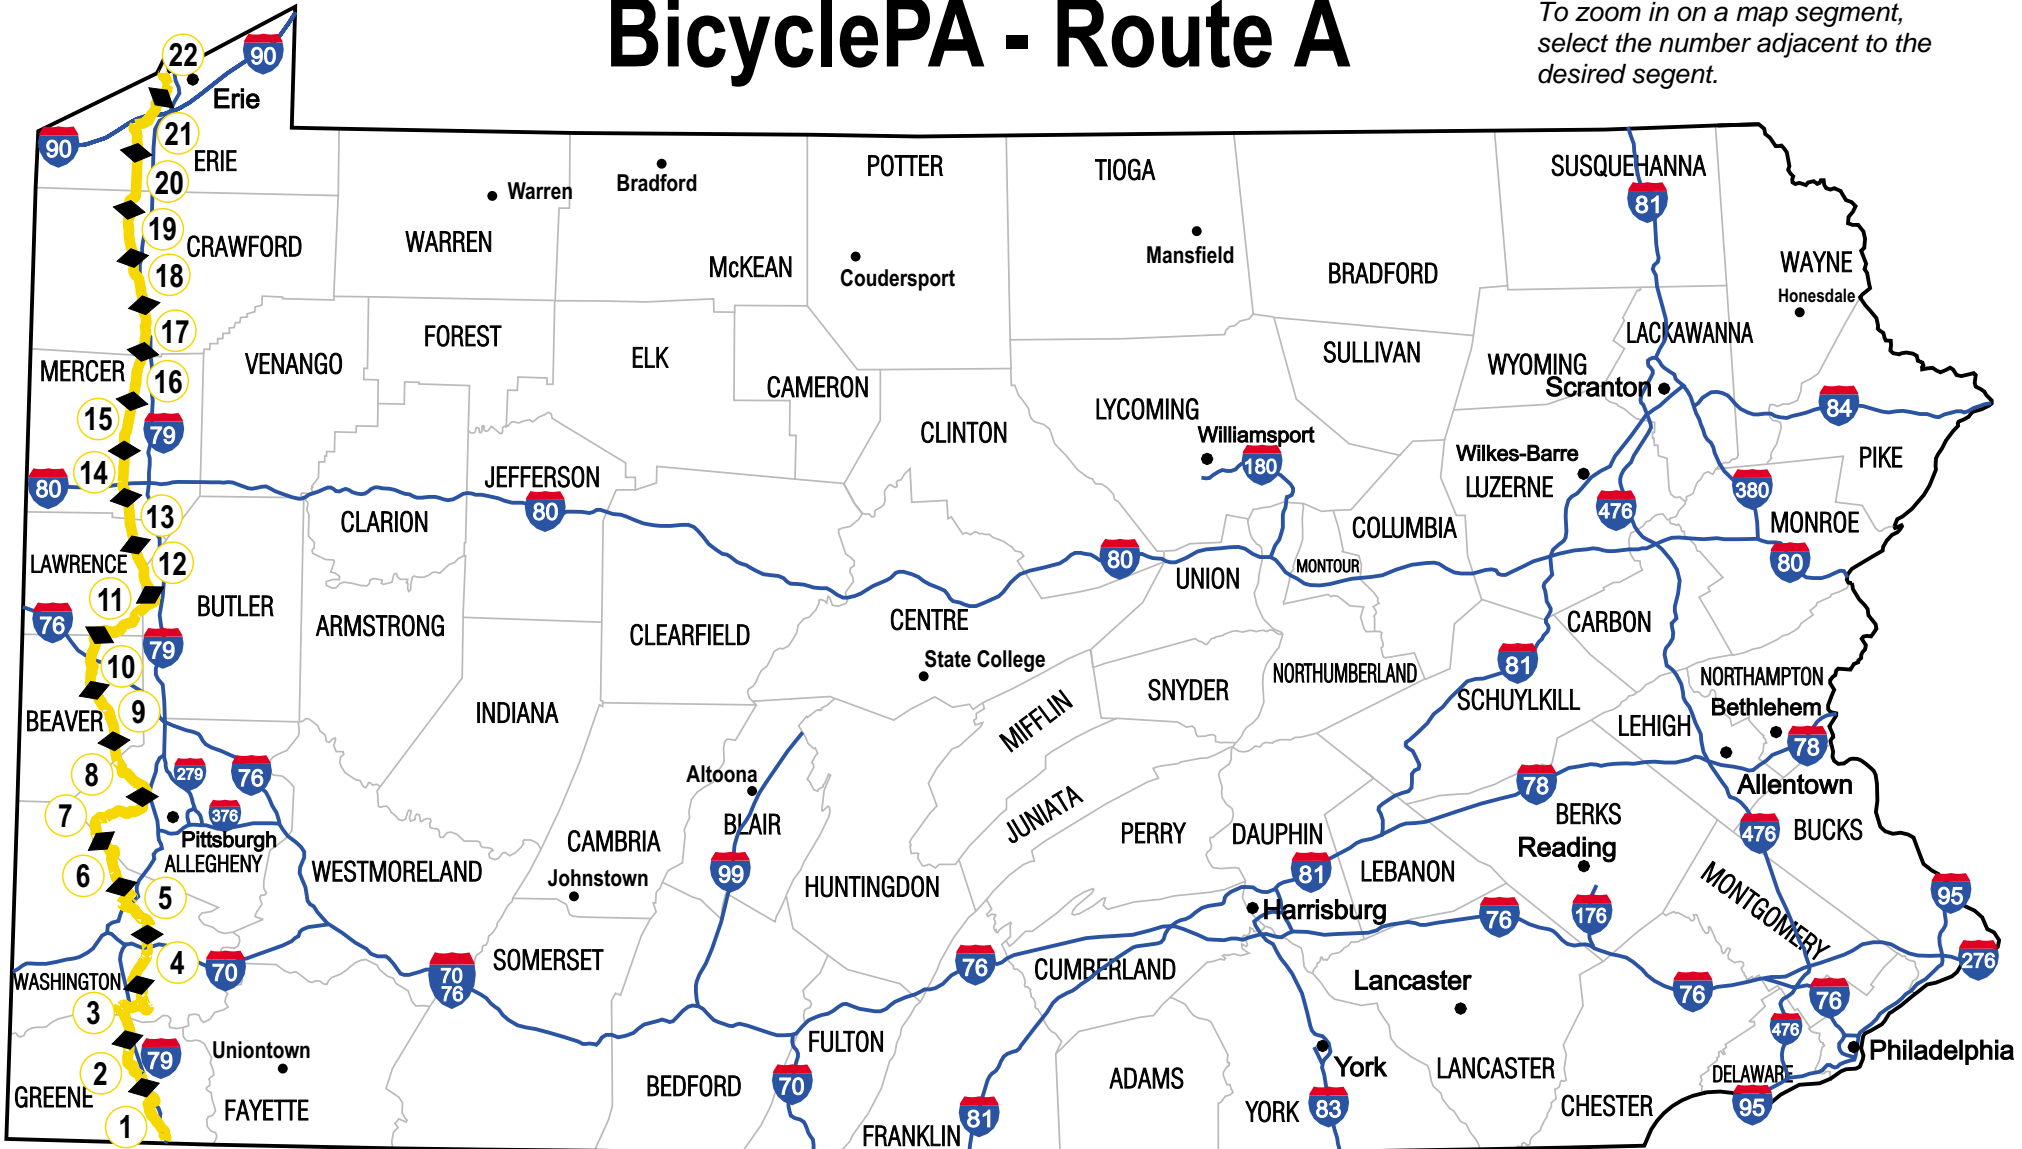 BicyclePA - Route A
To zoom in on a map segment,
select the number adjacent to the
desired segent.
22
90
Erie
21
90
ERIE
20
19
CRAWFORD
18
17
MERCER
16
15
79
14
80
13
LAWRENCE
12
11
76
79
10
9
BEAVER
8
7
279
76
376
Pittsburgh
ALLEGHENY
6
5
4
70
WASHINGTON
3
79
2
GREENE
1
Uniontown
FAYETTE
Warren
WARREN
Bradford
McKEAN
POTTER
Coudersport
TIOGA
Mansfield
BRADFORD
SUSQUEHANNA
81
WAYNE
Honesdale
VENANGO
FOREST
ELK
CAMERON
CLINTON
LYCOMING
Williamsport
180
SULLIVAN
WYOMING
LACKAWANNA
Scranton
84
PIKE
Wilkes-Barre
LUZERNE
476
380
MONROE
80
JEFFERSON
80
CLARION
80
COLUMBIA
MONTOUR
UNION
BUTLER
ARMSTRONG
CLEARFIELD
CENTRE
State College
CARBON
81
NORTHUMBERLAND
SNYDER
MIFFLIN
INDIANA
SCHUYLKILL
NORTHAMPTON
Bethlehem
LEHIGH
78
Allentown
78
Altoona
BLAIR
JUNIATA
PERRY
DAUPHIN
BERKS
Reading
476
BUCKS
CAMBRIA
Johnstown
99
HUNTINGDON
81
LEBANON
WESTMORELAND
Harrisburg
76
176
MONTGOMERY
95
SOMERSET
70
76
76
CUMBERLAND
Lancaster
76
76
276
476
FULTON
BEDFORD
70
ADAMS
York
LANCASTER
Philadelphia
DELAWARE
95
CHESTER
YORK
83
81
FRANKLIN